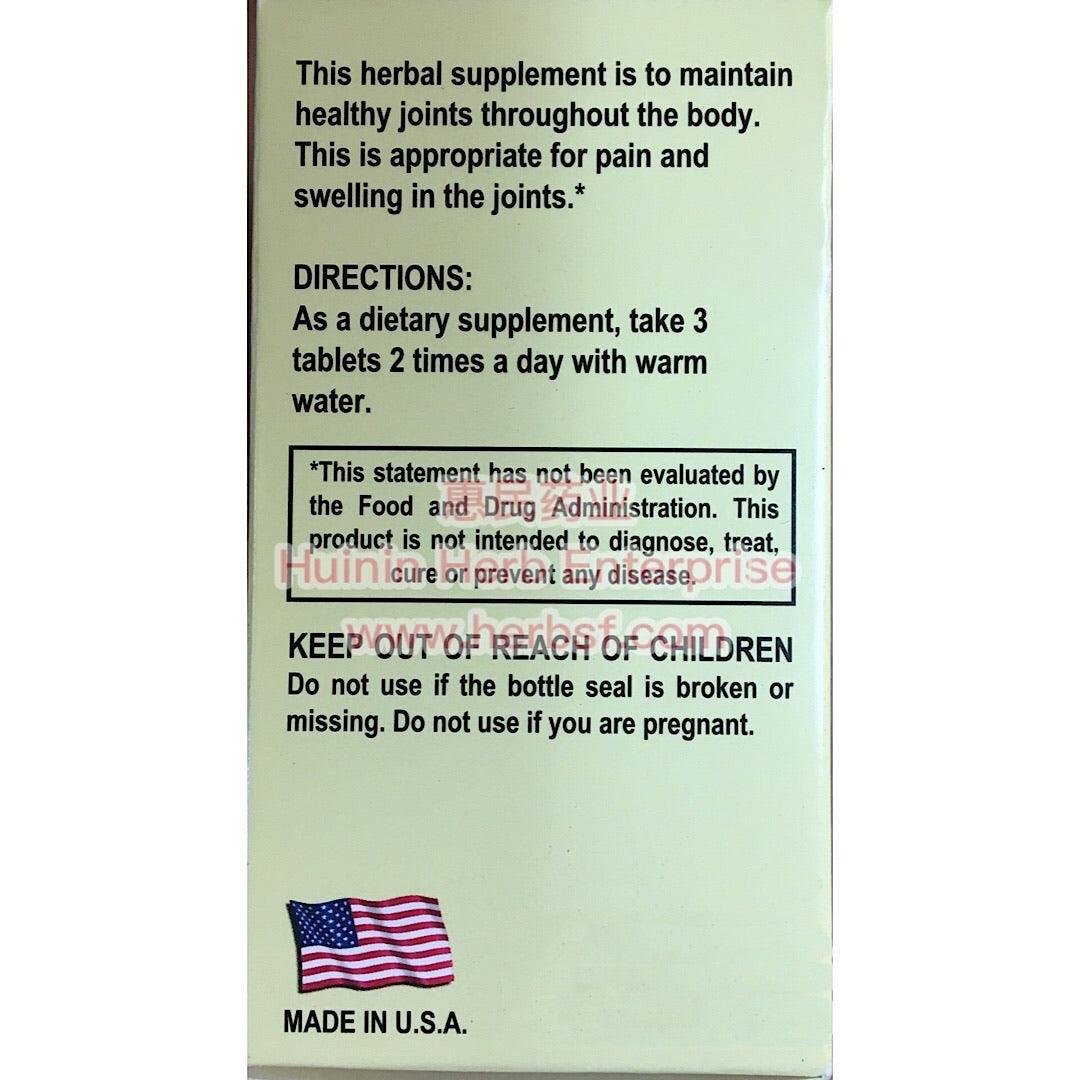 This herbal supplement is to maintain
healthy joints throughout the body.
This is appropriate for pain and
swelling in the joints.*
DIRECTIONS:
As a dietary supplement, take 3
tablets 2 times a day with warm
water.
*This statement has not been evaluated by
the Food and Drug Administration. This
product is not intended to diagnose, treat,
cure or prevent any disease.
惠民药业
Huimin Herb Enterprise
www.herbsf.com
KEEP OUT OF REACH OF CHILDREN
Do not use if the bottle seal is broken or
missing. Do not use if you are pregnant.
MADE IN U.S.A.